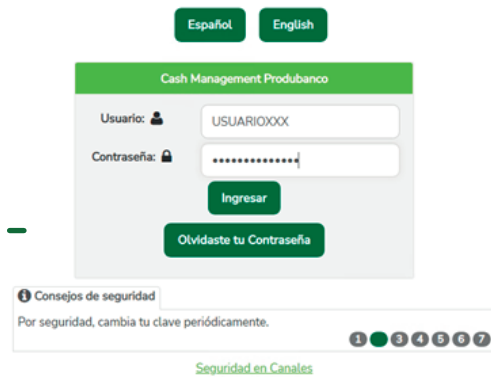 Español English
Cash Management Produbanco
Usuario: USUARIOXXX
Contraseña: ••••••••••••••
Ingresar
Olvidaste tu Contraseña
Consejos de seguridad
Por seguridad, cambia tu clave periódicamente.
1 3 4 5 6 7
Seguridad en Canales